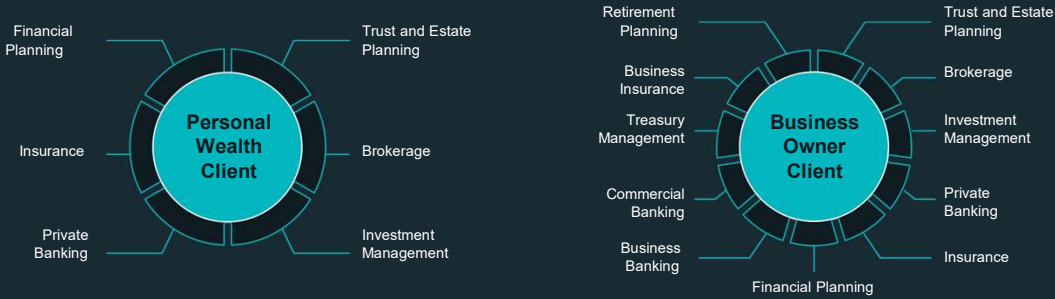 Financial
Planning
Trust and Estate
Planning
Insurance
Personal
Wealth
Client
Brokerage
Private
Banking
Investment
Management
Retirement
Planning
Trust and Estate
Planning
Business
Insurance
Brokerage
Treasury
Management
Business
Owner
Client
Investment
Management
Commercial
Banking
Private
Banking
Business
Banking
Insurance
Financial Planning